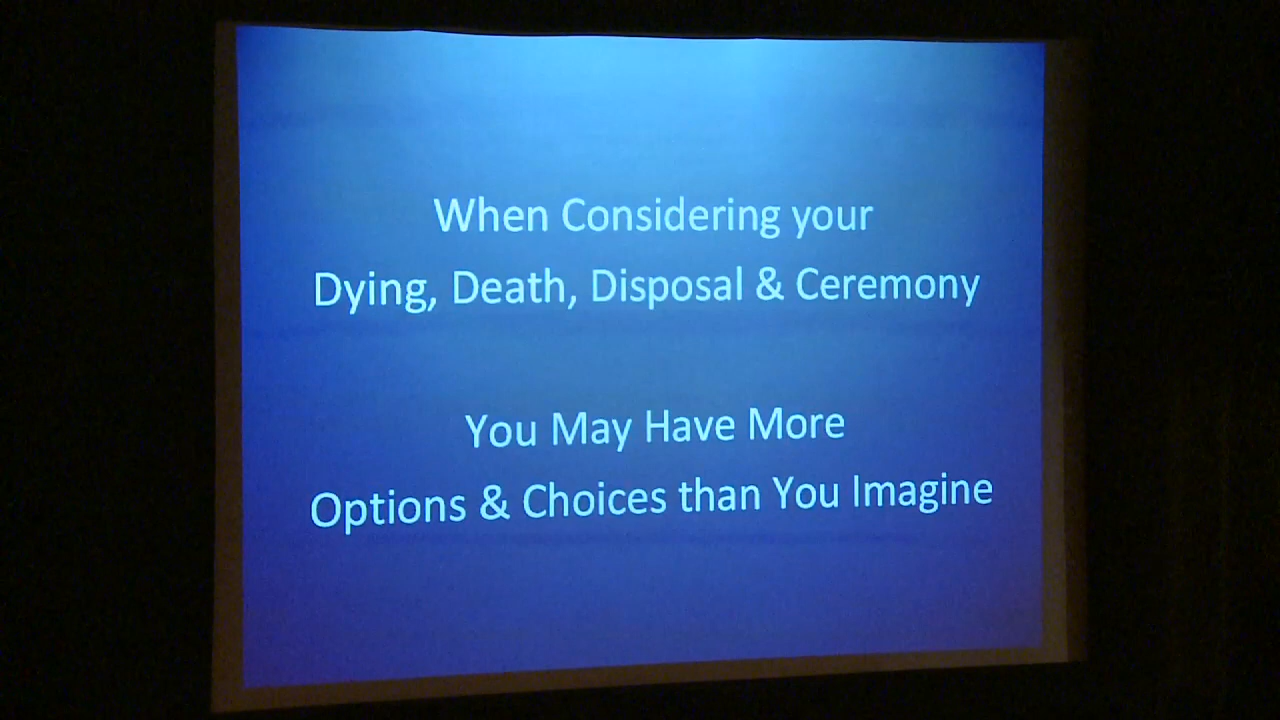 When Considering your
Dying, Death, Disposal & Ceremony
You May Have More
Options & Choices than You Imagine